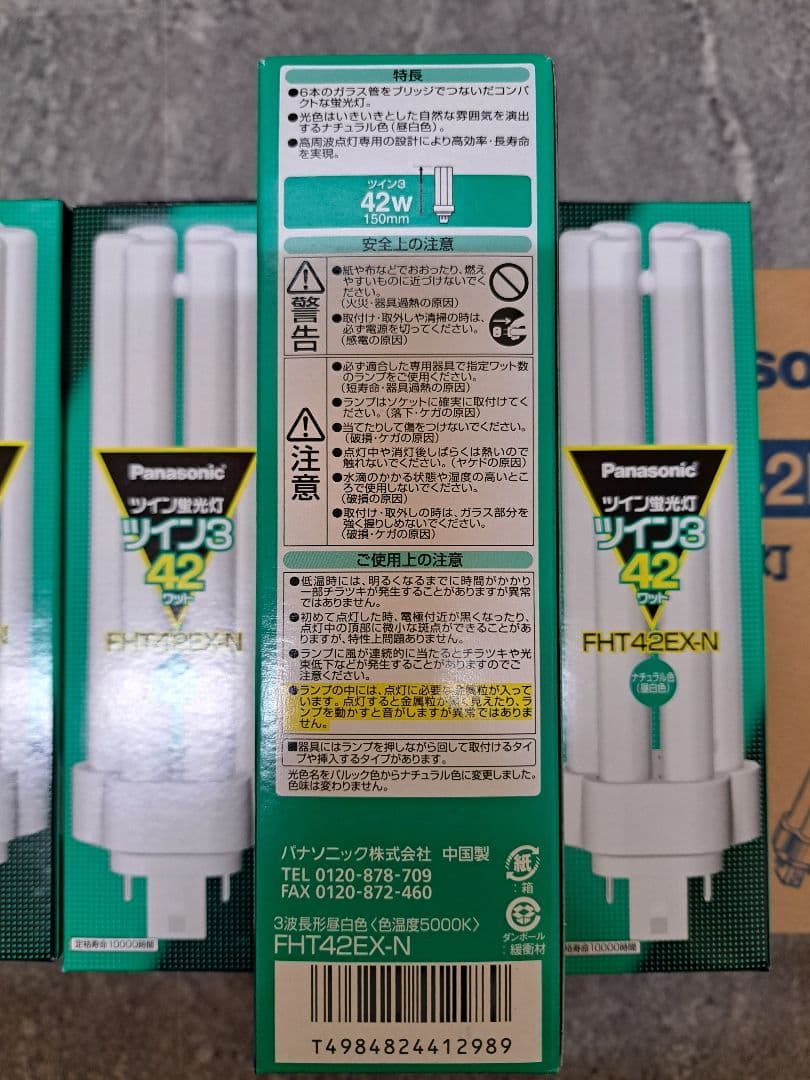 特長
●6本のガラス管をブリッジでつないだコンパ
クトな蛍光灯。
●光色はいきいきとした自然な雰囲気を演出
するナチュラル色(昼白色)。
●高周波点灯専用の設計により高効率・長寿命
を実現。
ツイン3
42W
150mm
安全上の注意
警告
●紙や布などでおおったり、燃え
やすいものに近づけないでく
ださい。
(火災・器具過熱の原因)
●取付け・取外しや清掃の時は、
必ず電源を切ってください。
(感電の原因)
注意
●必ず適合した専用器具で指定ワット数
のランプをご使用ください。
(短寿命・器具過熱の原因)
●ランプはソケットに確実に取付けてく
ださい。(落下・ケガの原因)
●当てたりして傷をつけないでください。
(破損・ケガの原因)
●点灯中や消灯後しばらくは熱いので
触れないでください。(ヤケドの原因)
●水滴のかかる状態や湿度の高いとこ
ろで使用しないでください。
(破損の原因)
●取付け・取外しの時は、ガラス部分を
強く握りしめないでください。
(破損・ケガの原因)
ご使用上の注意
●低温時には、明るくなるまでに時間がかかり
一部チラツキが発生することがありますが異常
ではありません。
●初めて点灯した時、電極付近が黒くなったり、
点灯中の頂部に微小な斑点ができることがあ
りますが、特性上問題ありません。
●ランプに風が連続的に当たるとチラツキや光
束低下などが発生することがありますのでご
注意ください。
●ランプの中には、点灯に必要な金属粒が入って
います。点灯すると金属粒が黒く見えたり、ラ
ンプを動かすと音がしますが異常ではありま
せん。
■器具にはランプを押しながら回して取付けるタイ
プや挿入するタイプがあります。
光色名をパルック色からナチュラル色に変更しました。
色味は変わりません。
パナソニック株式会社 中国製
TEL 0120-878-709
FAX 0120-872-460
紙
:箱
ダンボール
:緩衝材
3波長形昼白色〈色温度5000K〉
FHT42EX-N
T4984824412989
Panasonic
ツイン蛍光灯
ツイン3
42
ワット
FHT42EX-N
定格寿命10000時間
Panasonic
ツイン蛍光灯
ツイン3
42
ワット
FHT42EX-N
ナチュラル色
(昼白色)
格寿命10000時間